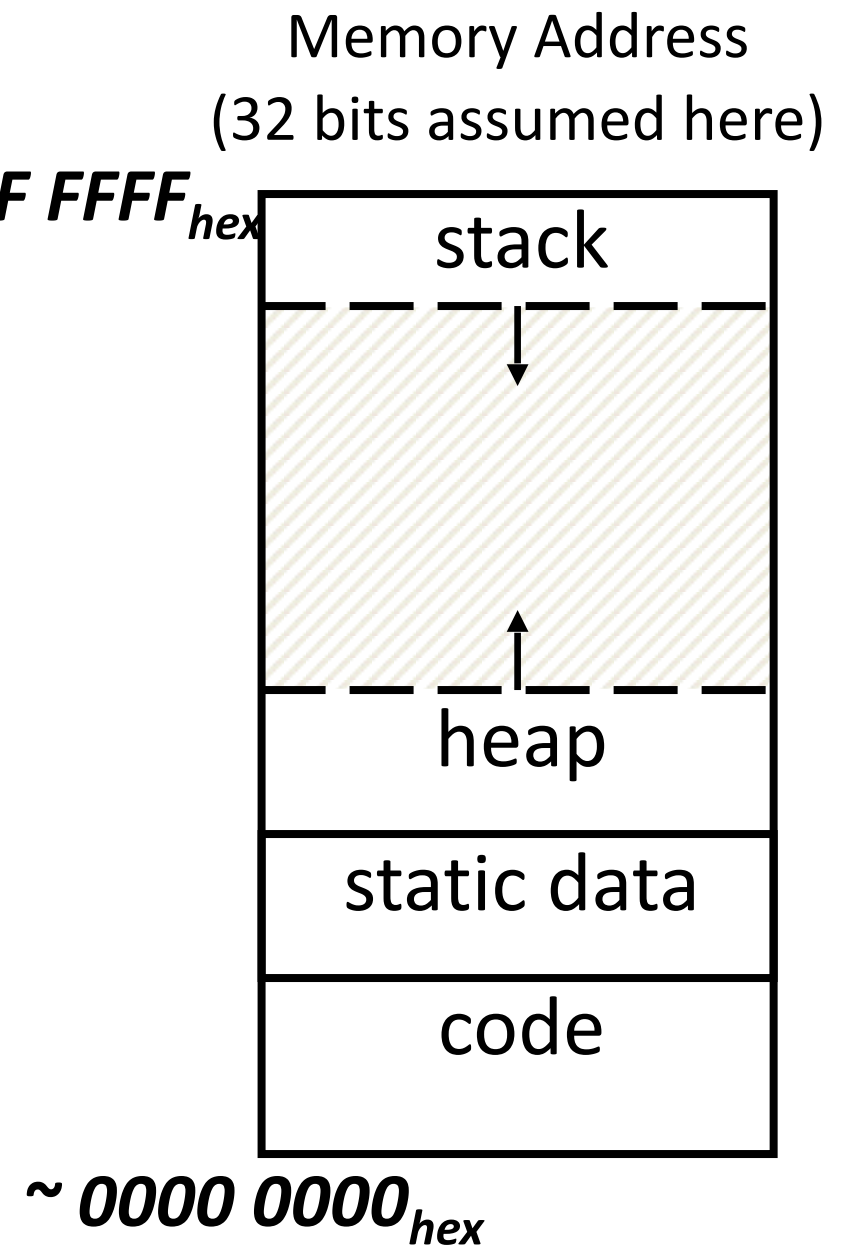 Memory Address
(32 bits assumed here)
F FFFFhex
stack
heap
static data
code
~ 0000 0000hex